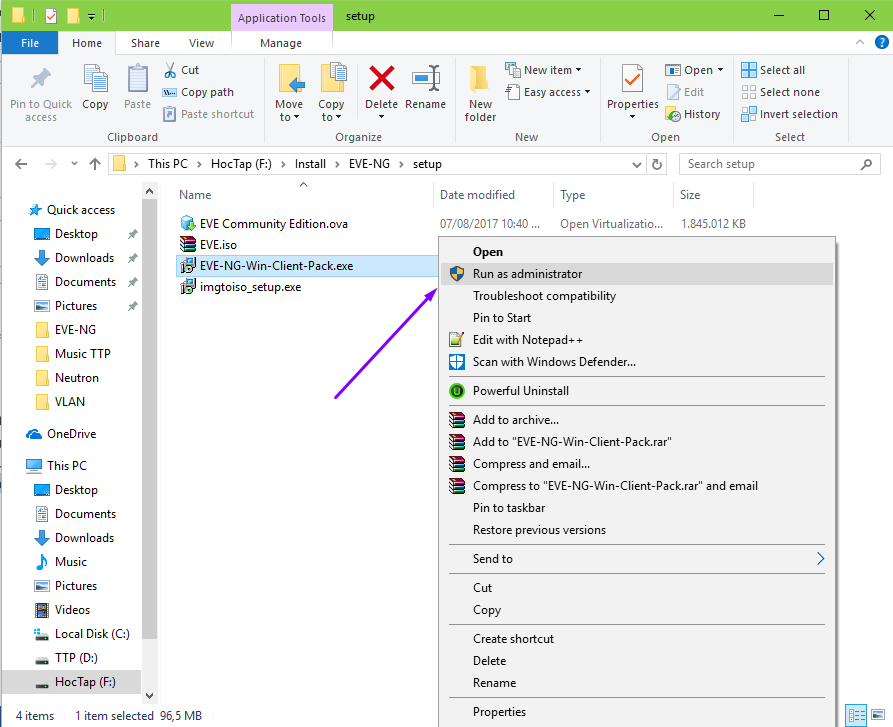 Application Tools
setup
File
Home
Share
View
Manage
Pin to Quick access
Copy
Paste
Cut
Copy path
Paste shortcut
Clipboard
Move to
Copy to
Delete
Rename
Organize
New folder
New item
Easy access
New
Properties
Open
Edit
History
Open
Select all
Select none
Invert selection
Select
This PC > HocTap (F:) > Install > EVE-NG > setup
Search setup
Name
Date modified
Type
Size
Quick access
Desktop
Downloads
Documents
Pictures
EVE-NG
Music TTP
Neutron
VLAN
OneDrive
This PC
Desktop
Documents
Downloads
Music
Pictures
Videos
Local Disk (C:)
TTP (D:)
HocTap (F:)
EVE Community Edition.ova
07/08/2017 10:40 ...
Open Virtualizatio...
1.845.012 KB
EVE.iso
EVE-NG-Win-Client-Pack.exe
imgtoiso_setup.exe
Open
Run as administrator
Troubleshoot compatibility
Pin to Start
Edit with Notepad++
Scan with Windows Defender...
Powerful Uninstall
Add to archive...
Add to "EVE-NG-Win-Client-Pack.rar"
Compress and email...
Compress to "EVE-NG-Win-Client-Pack.rar" and email
Pin to taskbar
Restore previous versions
Send to
Cut
Copy
Create shortcut
Delete
Rename
Properties
4 items
1 item selected 96,5 MB